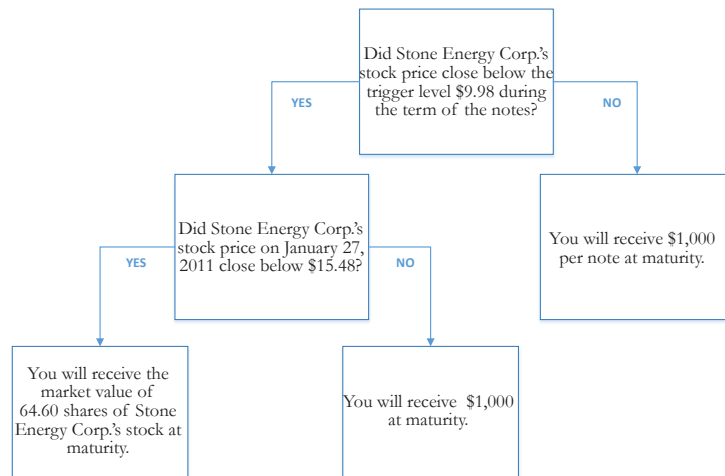 Did Stone Energy Corp.'s
stock price close below the
trigger level $9.98 during
the term of the notes?
YES
NO
Did Stone Energy Corp.'s
stock price on January 27,
2011 close below $15.48?
You will receive $1,000
per note at maturity.
YES
NO
You will receive the
market value of
64.60 shares of Stone
Energy Corp.'s stock at
maturity.
You will receive $1,000
at maturity.